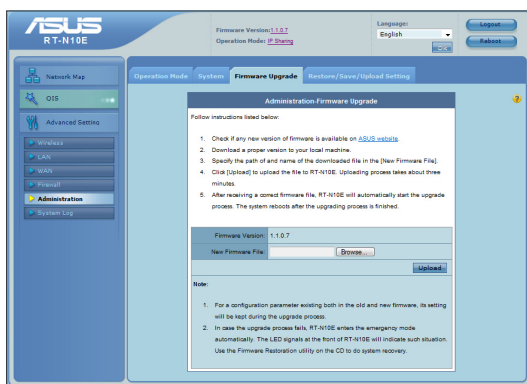 ASUS
RT-N10E
Firmware Version:1.1.0.7
Operation Mode: IP Sharing
Language:
English
Logout
Reboot
Network Map
QIS
Advanced Setting
Wireless
LAN
WAN
Firewall
Administration
System Log
Operation Mode
System
Firmware Upgrade
Restore/Save/Upload Setting
Administration-Firmware Upgrade
Follow instructions listed below:
1. Check if any new version of firmware is available on ASUS website.
2. Download a proper version to your local machine.
3. Specify the path of and name of the downloaded file in the [New Firmware File].
4. Click [Upload] to upload the file to RT-N10E. Uploading process takes about three
minutes.
5. After receiving a correct firmware file, RT-N10E will automatically start the upgrade
process. The system reboots after the upgrading process is finished.
Firmware Version: 1.1.0.7
New Firmware File: Browse...
Upload
Note:
1. For a configuration parameter existing both in the old and new firmware, its setting
will be kept during the upgrade process.
2. In case the upgrade process fails, RT-N10E enters the emergency mode
automatically. The LED signals at the front of RT-N10E will indicate such situation.
Use the Firmware Restoration utility on the CD to do system recovery.